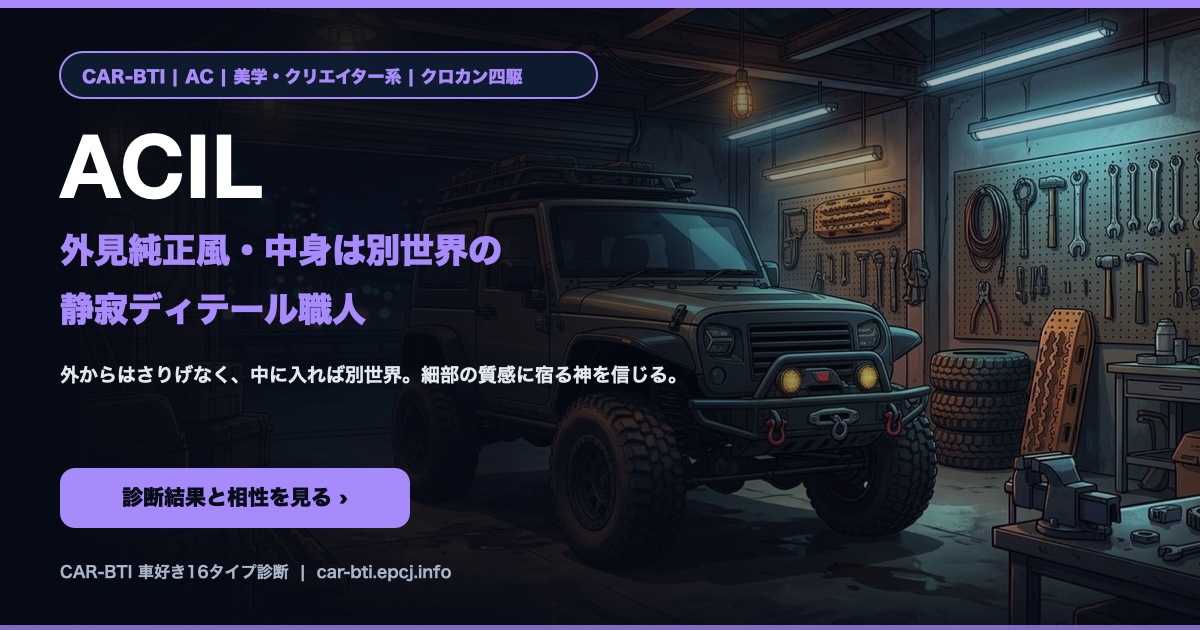 CAR-BTI | AC | 美学・クリエイター系 | クロカン四駆
ACIL
外見純正風・中身は別世界の
静寂ディテール職人
外からはさりげなく、中に入れば別世界。細部の質感に宿る神を信じる。
診断結果と相性を見る ›
CAR-BTI 車好き16タイプ診断 | car-bti.epcj.info